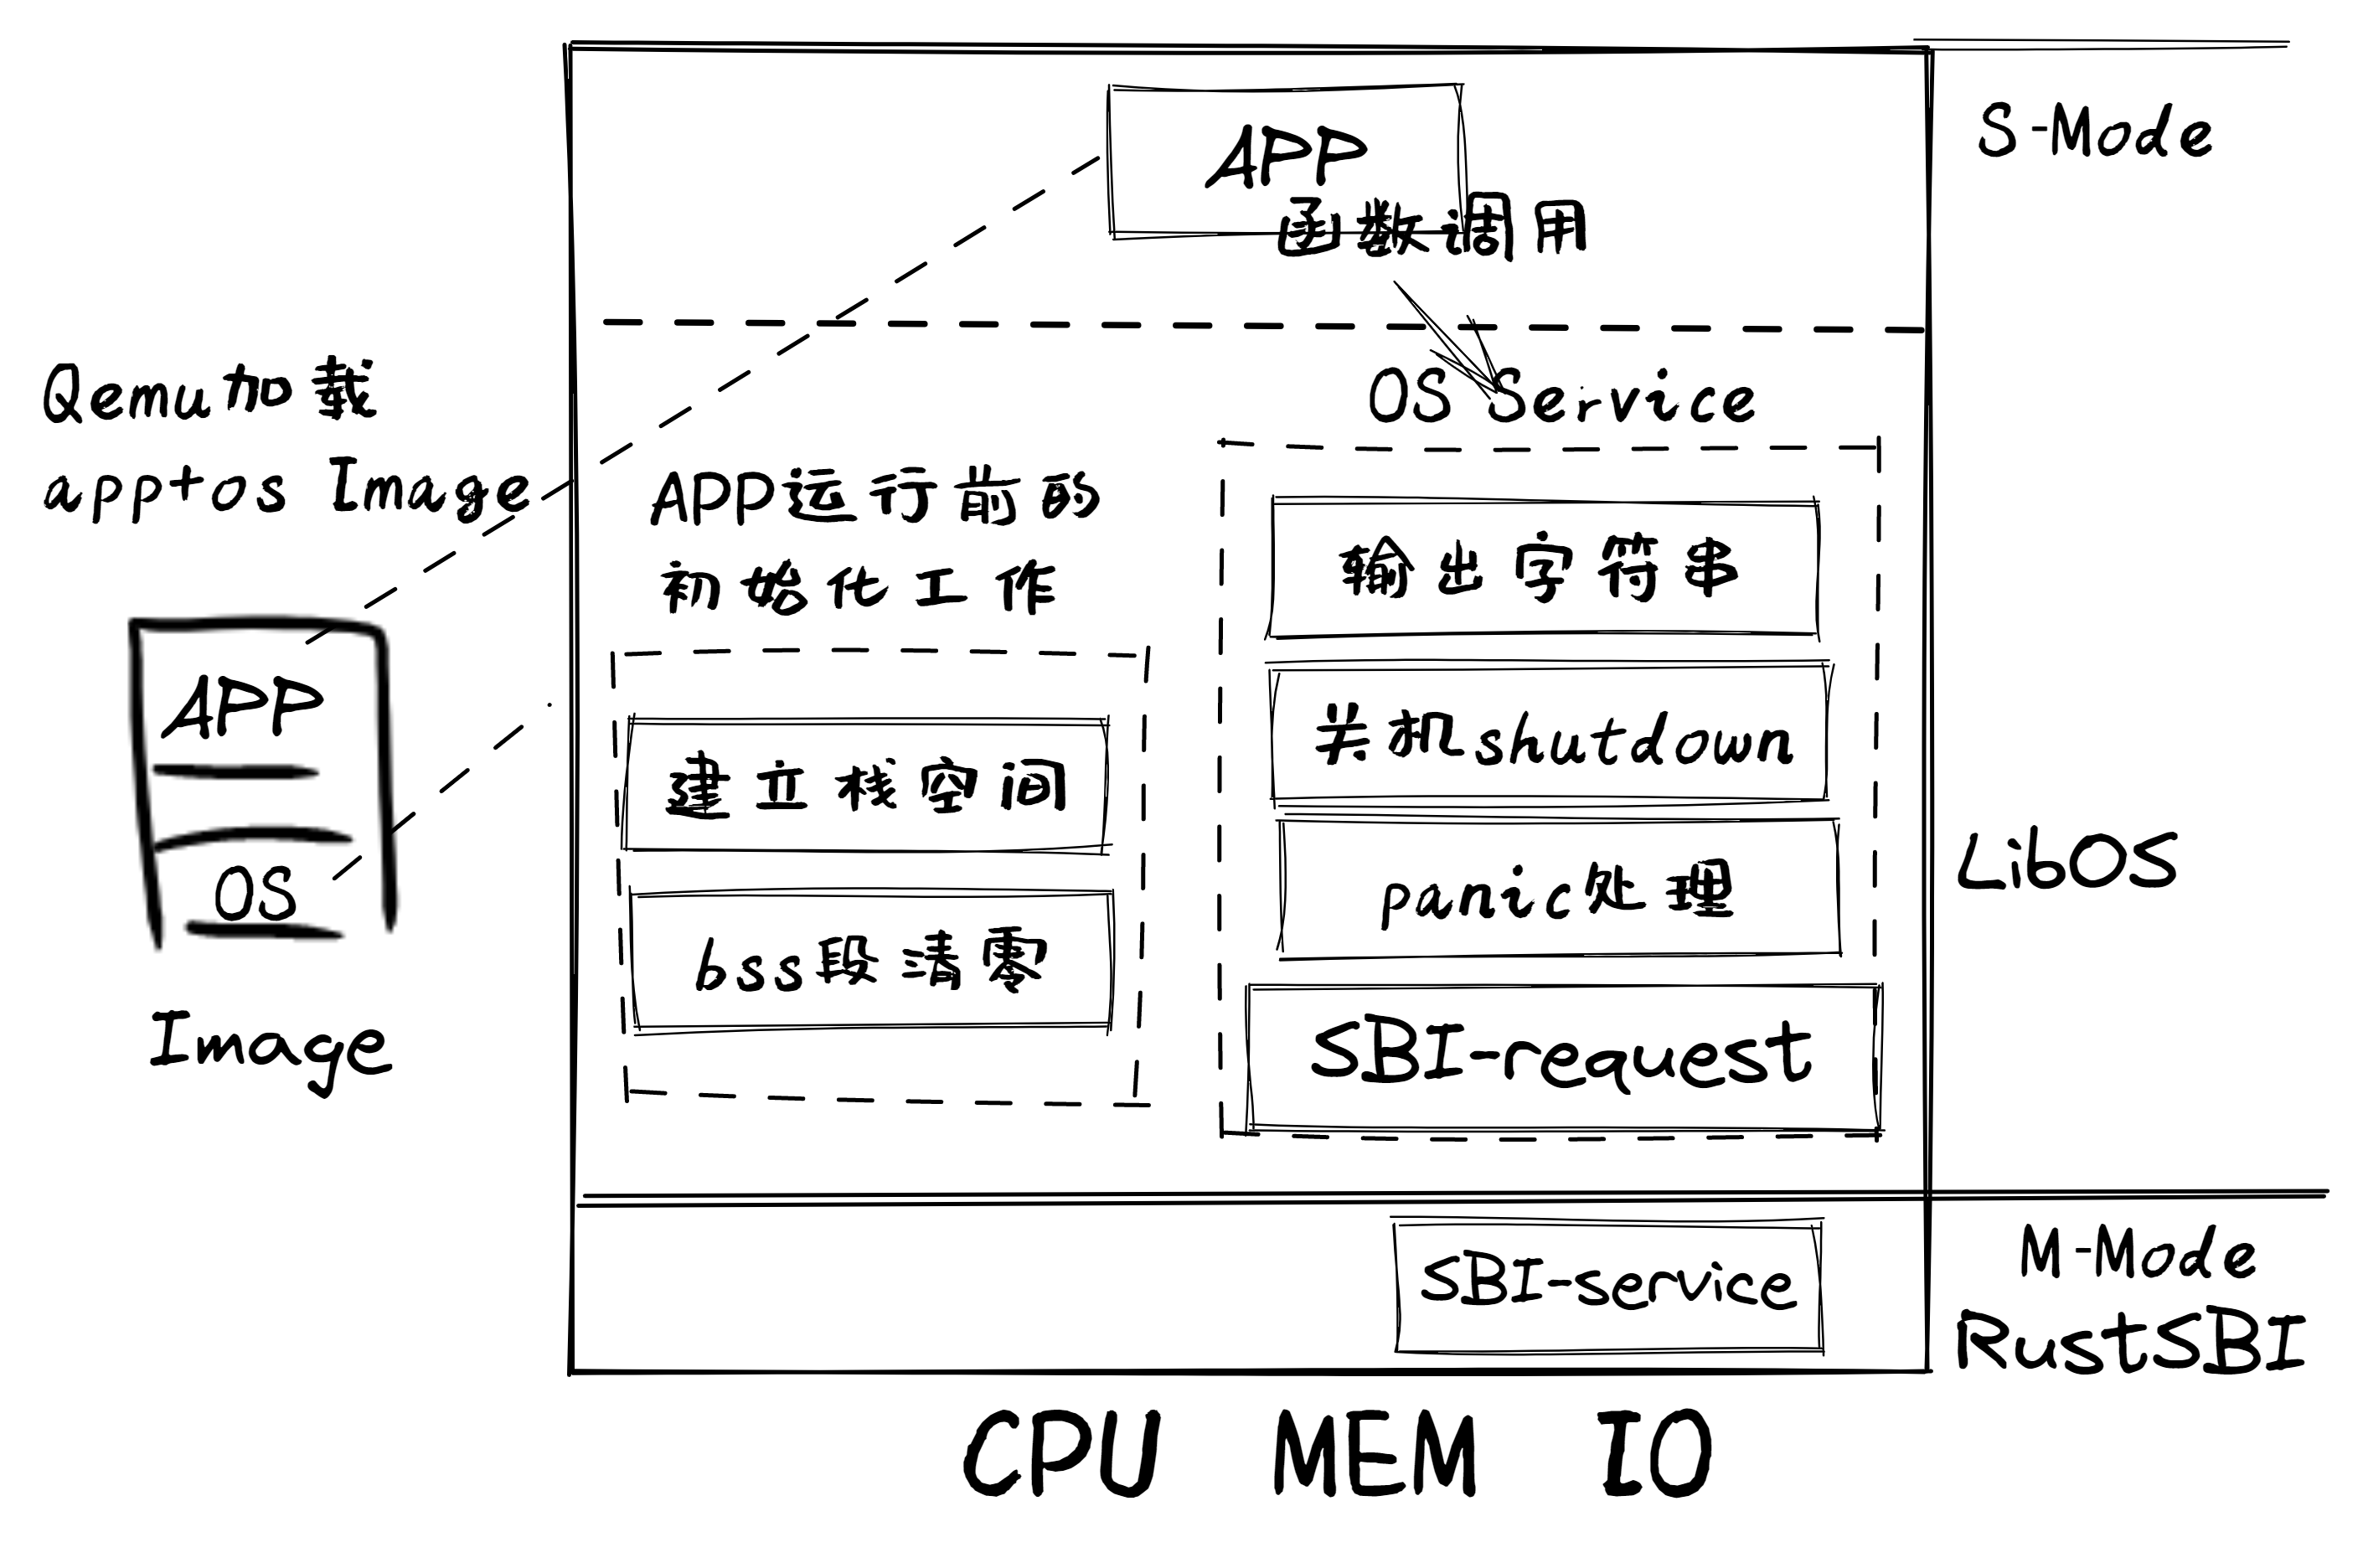 S-Mode
APP
函数调用
Qemu加载
app+os Image
OS Service
APP运行前的
初始化工作
输出字符串
关机shutdown
panic处理
SBI-request
建立栈空间
bss段清零
APP
OS
Image
LibOS
SBI-service
M-Mode
RustSBI
CPU MEM IO